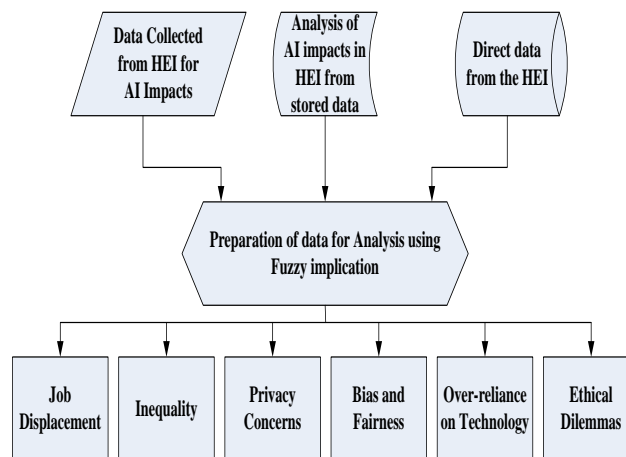 Data Collected
from HEI for
AI Impacts
Analysis of
AI impacts in
HEI from
stored data
Direct data
from the HEI
Preparation of data for Analysis using
Fuzzy implication
Job
Displacement
Inequality
Privacy
Concerns
Bias and
Fairness
Over-reliance
on Technology
Ethical
Dilemmas